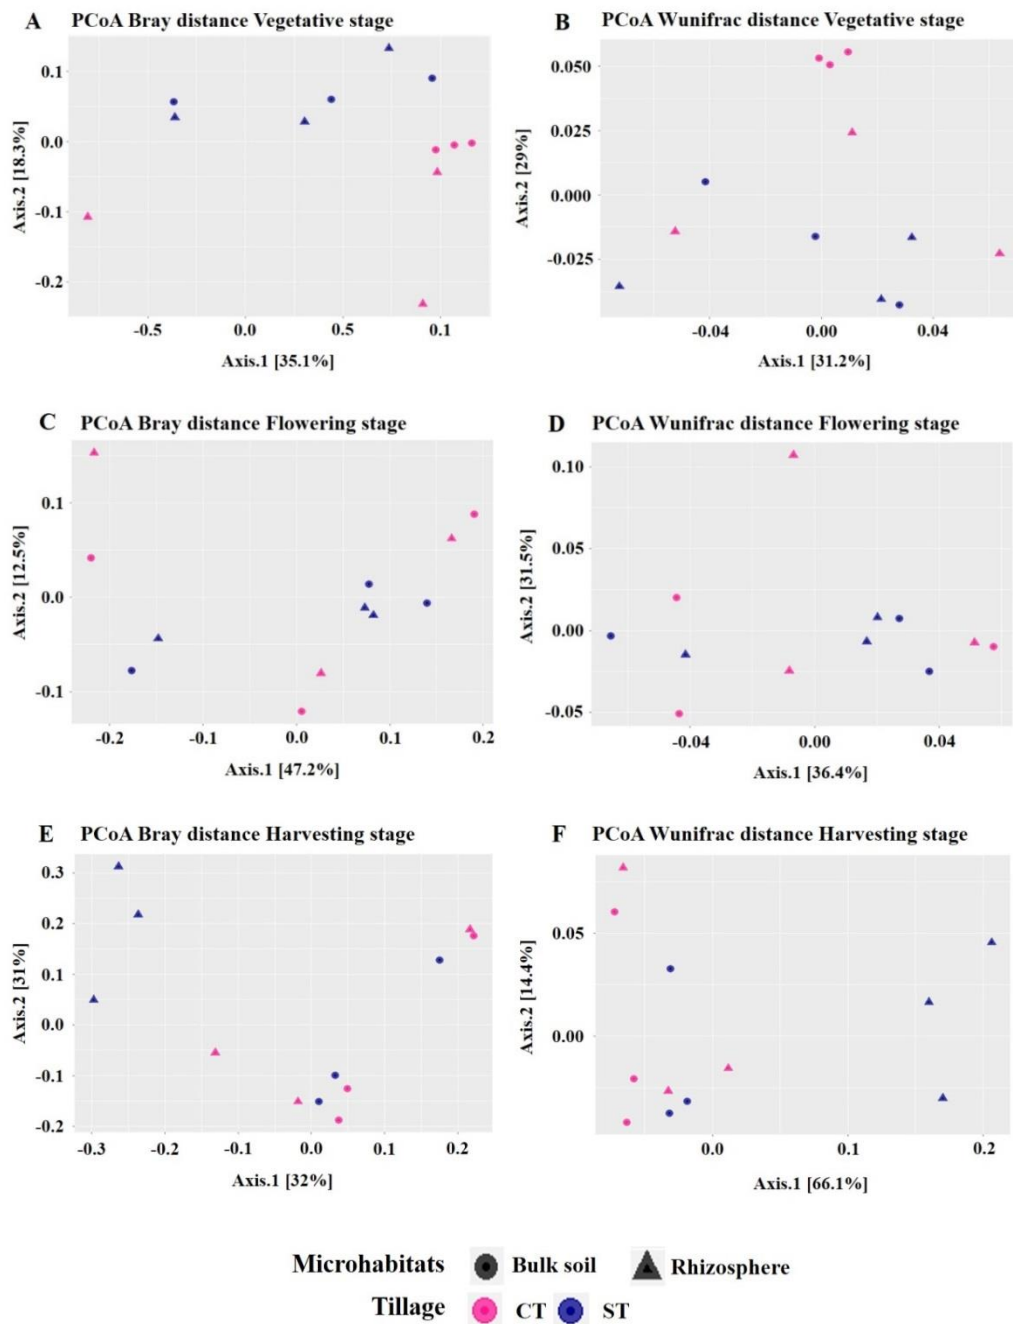 A PCoA Bray distance Vegetative stage
0.1
0.0
-0.1
-0.2
Axis.2 [18.3%]
-0.5 0.0 0.5 0.1
Axis.1 [35.1%]
B PCoA Wunifrac distance Vegetative stage
0.050
0.025
0.000
-0.025
Axis.2 [29%]
-0.04 0.00 0.04
Axis.1 [31.2%]
C PCoA Bray distance Flowering stage
0.1
0.0
-0.1
Axis.2 [12.5%]
-0.2 -0.1 0.0 0.1 0.2
Axis.1 [47.2%]
D PCoA Wunifrac distance Flowering stage
0.10
0.05
0.00
-0.05
Axis.2 [31.5%]
-0.04 0.00 0.04
Axis.1 [36.4%]
E PCoA Bray distance Harvesting stage
0.3
0.2
0.1
0.0
-0.1
-0.2
Axis.2 [31%]
-0.3 -0.2 -0.1 0.0 0.1 0.2
Axis.1 [32%]
F PCoA Wunifrac distance Harvesting stage
0.05
0.00
Axis.2 [14.4%]
0.0 0.1 0.2
Axis.1 [66.1%]
Microhabitats Bulk soil Rhizosphere
Tillage CT ST